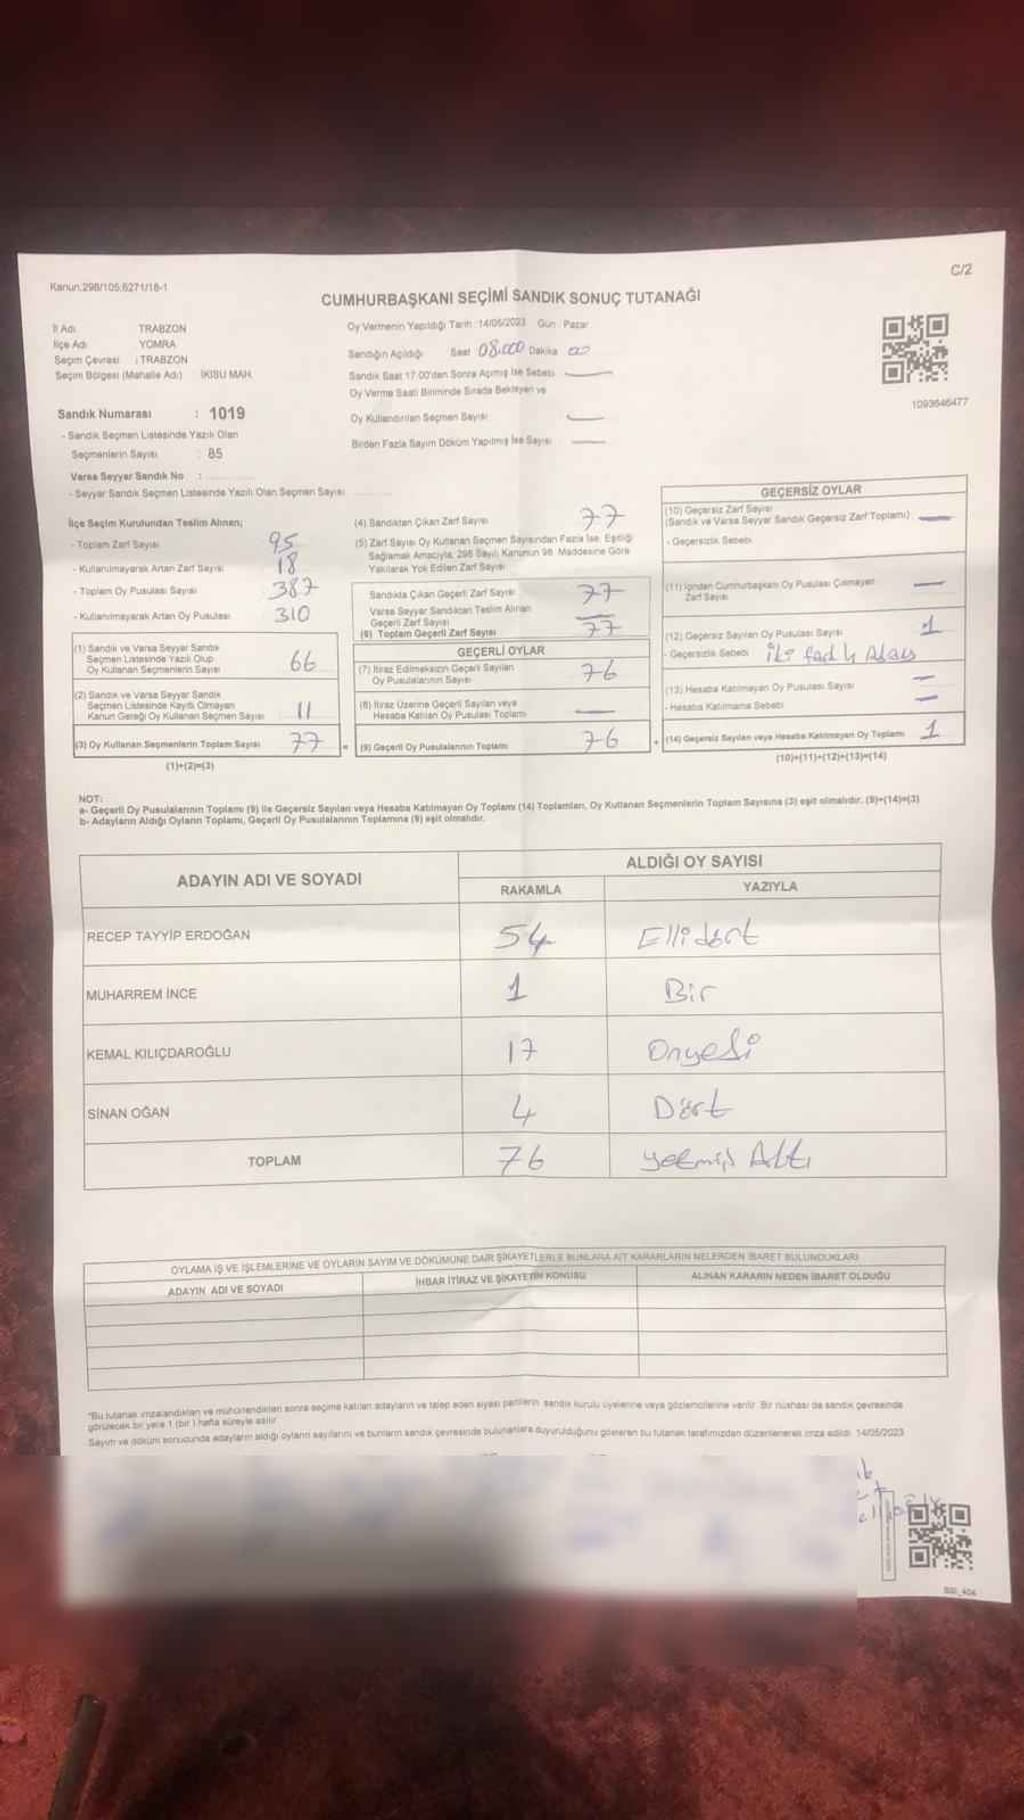 Kanun:298/105,6271/18-1
C/2
CUMHURBAŞKANI SEÇİMİ SANDIK SONUÇ TUTANAĞI
İl Adı TRABZON
İlçe Adı YOMRA
Seçim Çevresi : TRABZON
Seçim Bölgesi (Mahalle Adı) İKİSU MAH.
Sandık Numarası : 1019
- Sandık Seçmen Listesinde Yazılı Olan
Seçmenlerin Sayısı : 85
Varsa Seyyar Sandık No :
- Seyyar Sandık Seçmen Listesinde Yazılı Olan Seçmen Sayısı
Oy Vermenin Yapıldığı Tarih :14/05/2023 Gün : Pazar
Sandığın Açıldığı Saat 08.000 Dakika 00
Sandık Saat 17.00'den Sonra Açılmış İse Sebebi
Oy Verme Saati Bitiminde Sırada Bekleyen ve
Oy Kullandırılan Seçmen Sayısı
Birden Fazla Sayım Döküm Yapılmış İse Sayısı
1093646477
İlçe Seçim Kurulundan Teslim Alınan;
- Toplam Zarf Sayısı 95
- Kullanılmayarak Artan Zarf Sayısı 18
- Toplam Oy Pusulası Sayısı 387
- Kullanılmayarak Artan Oy Pusulası 310
(1) Sandık ve Varsa Seyyar Sandık
Seçmen Listesinde Yazılı Olup
Oy Kullanan Seçmenlerin Sayısı 66
(2) Sandık ve Varsa Seyyar Sandık
Seçmen Listesinde Kayıtlı Olmayan
Kanun Gereği Oy Kullanan Seçmen Sayısı 11
(3) Oy Kullanan Seçmenlerin Toplam Sayısı 77
(1)+(2)=(3)
(4) Sandıktan Çıkan Zarf Sayısı 77
(5) Zarf Sayısı Oy Kullanan Seçmen Sayısından Fazla İse, Eşitliği
Sağlamak Amacıyla, 298 Sayılı Kanunun 98. Maddesine Göre
Yakılarak Yok Edilen Zarf Sayısı
Sandıkta Çıkan Geçerli Zarf Sayısı 77
Varsa Seyyar Sandıktan Teslim Alınan
Geçerli Zarf Sayısı
(6) Toplam Geçerli Zarf Sayısı 77
GEÇERLİ OYLAR
(7) İtiraz Edilmeksizin Geçerli Sayılan
Oy Pusulalarının Sayısı 76
(8) İtiraz Üzerine Geçerli Sayılan veya
Hesaba Katılan Oy Pusulası Toplamı
= (9) Geçerli Oy Pusulalarının Toplamı 76
GEÇERSİZ OYLAR
(10) Geçersiz Zarf Sayısı
(Sandık ve Varsa Seyyar Sandık Geçersiz Zarf Toplamı)
- Geçersizlik Sebebi
(11) İçinden Cumhurbaşkanı Oy Pusulası Çıkmayan
Zarf Sayısı
(12) Geçersiz Sayılan Oy Pusulası Sayısı 1
- Geçersizlik Sebebi iki farklı Aday
(13) Hesaba Katılmayan Oy Pusulası Sayısı
- Hesaba Katılmama Sebebi
+ (14) Geçersiz Sayılan veya Hesaba Katılmayan Oy Toplamı 1
(10)+(11)+(12)+(13)=(14)
NOT:
a- Geçerli Oy Pusulalarının Toplamı (9) ile Geçersiz Sayılan veya Hesaba Katılmayan Oy Toplamı (14) Toplamları, Oy Kullanan Seçmenlerin Toplam Sayısına (3) eşit olmalıdır. (9)+(14)=(3)
b- Adayların Aldığı Oyların Toplamı, Geçerli Oy Pusulalarının Toplamına (9) eşit olmalıdır.
ADAYIN ADI VE SOYADI
ALDIĞI OY SAYISI
RAKAMLA YAZIYLA
RECEP TAYYİP ERDOĞAN 54 Ellidört
MUHARREM İNCE 1 Bir
KEMAL KILIÇDAROĞLU 17 Onyedi
SİNAN OĞAN 4 Dört
TOPLAM 76 Yetmiş Altı
OYLAMA İŞ VE İŞLEMLERİNE VE OYLARIN SAYIM VE DÖKÜMÜNE DAİR ŞİKAYETLERLE BUNLARA AİT KARARLARIN NELERDEN İBARET BULUNDUKLARI
ADAYIN ADI VE SOYADI
İHBAR İTİRAZ VE ŞİKAYETİN KONUSU
ALINAN KARARIN NEDEN İBARET OLDUĞU
"Bu tutanak imzalandıktan ve mühürlendikten sonra seçime katılan adayların ve talep eden siyasi partilerin sandık kurulu üyelerine veya gözlemcilerine verilir. Bir nüshası da sandık çevresinde
görülecek bir yere 1 (bir) hafta süreyle asılır.
Sayım ve döküm sonucunda adayların aldığı oyların sayılarını ve bunların sandık çevresinde bulunanlara duyurulduğunu gösteren bu tutanak tarafımızdan düzenlenerek imza edildi. 14/05/2023